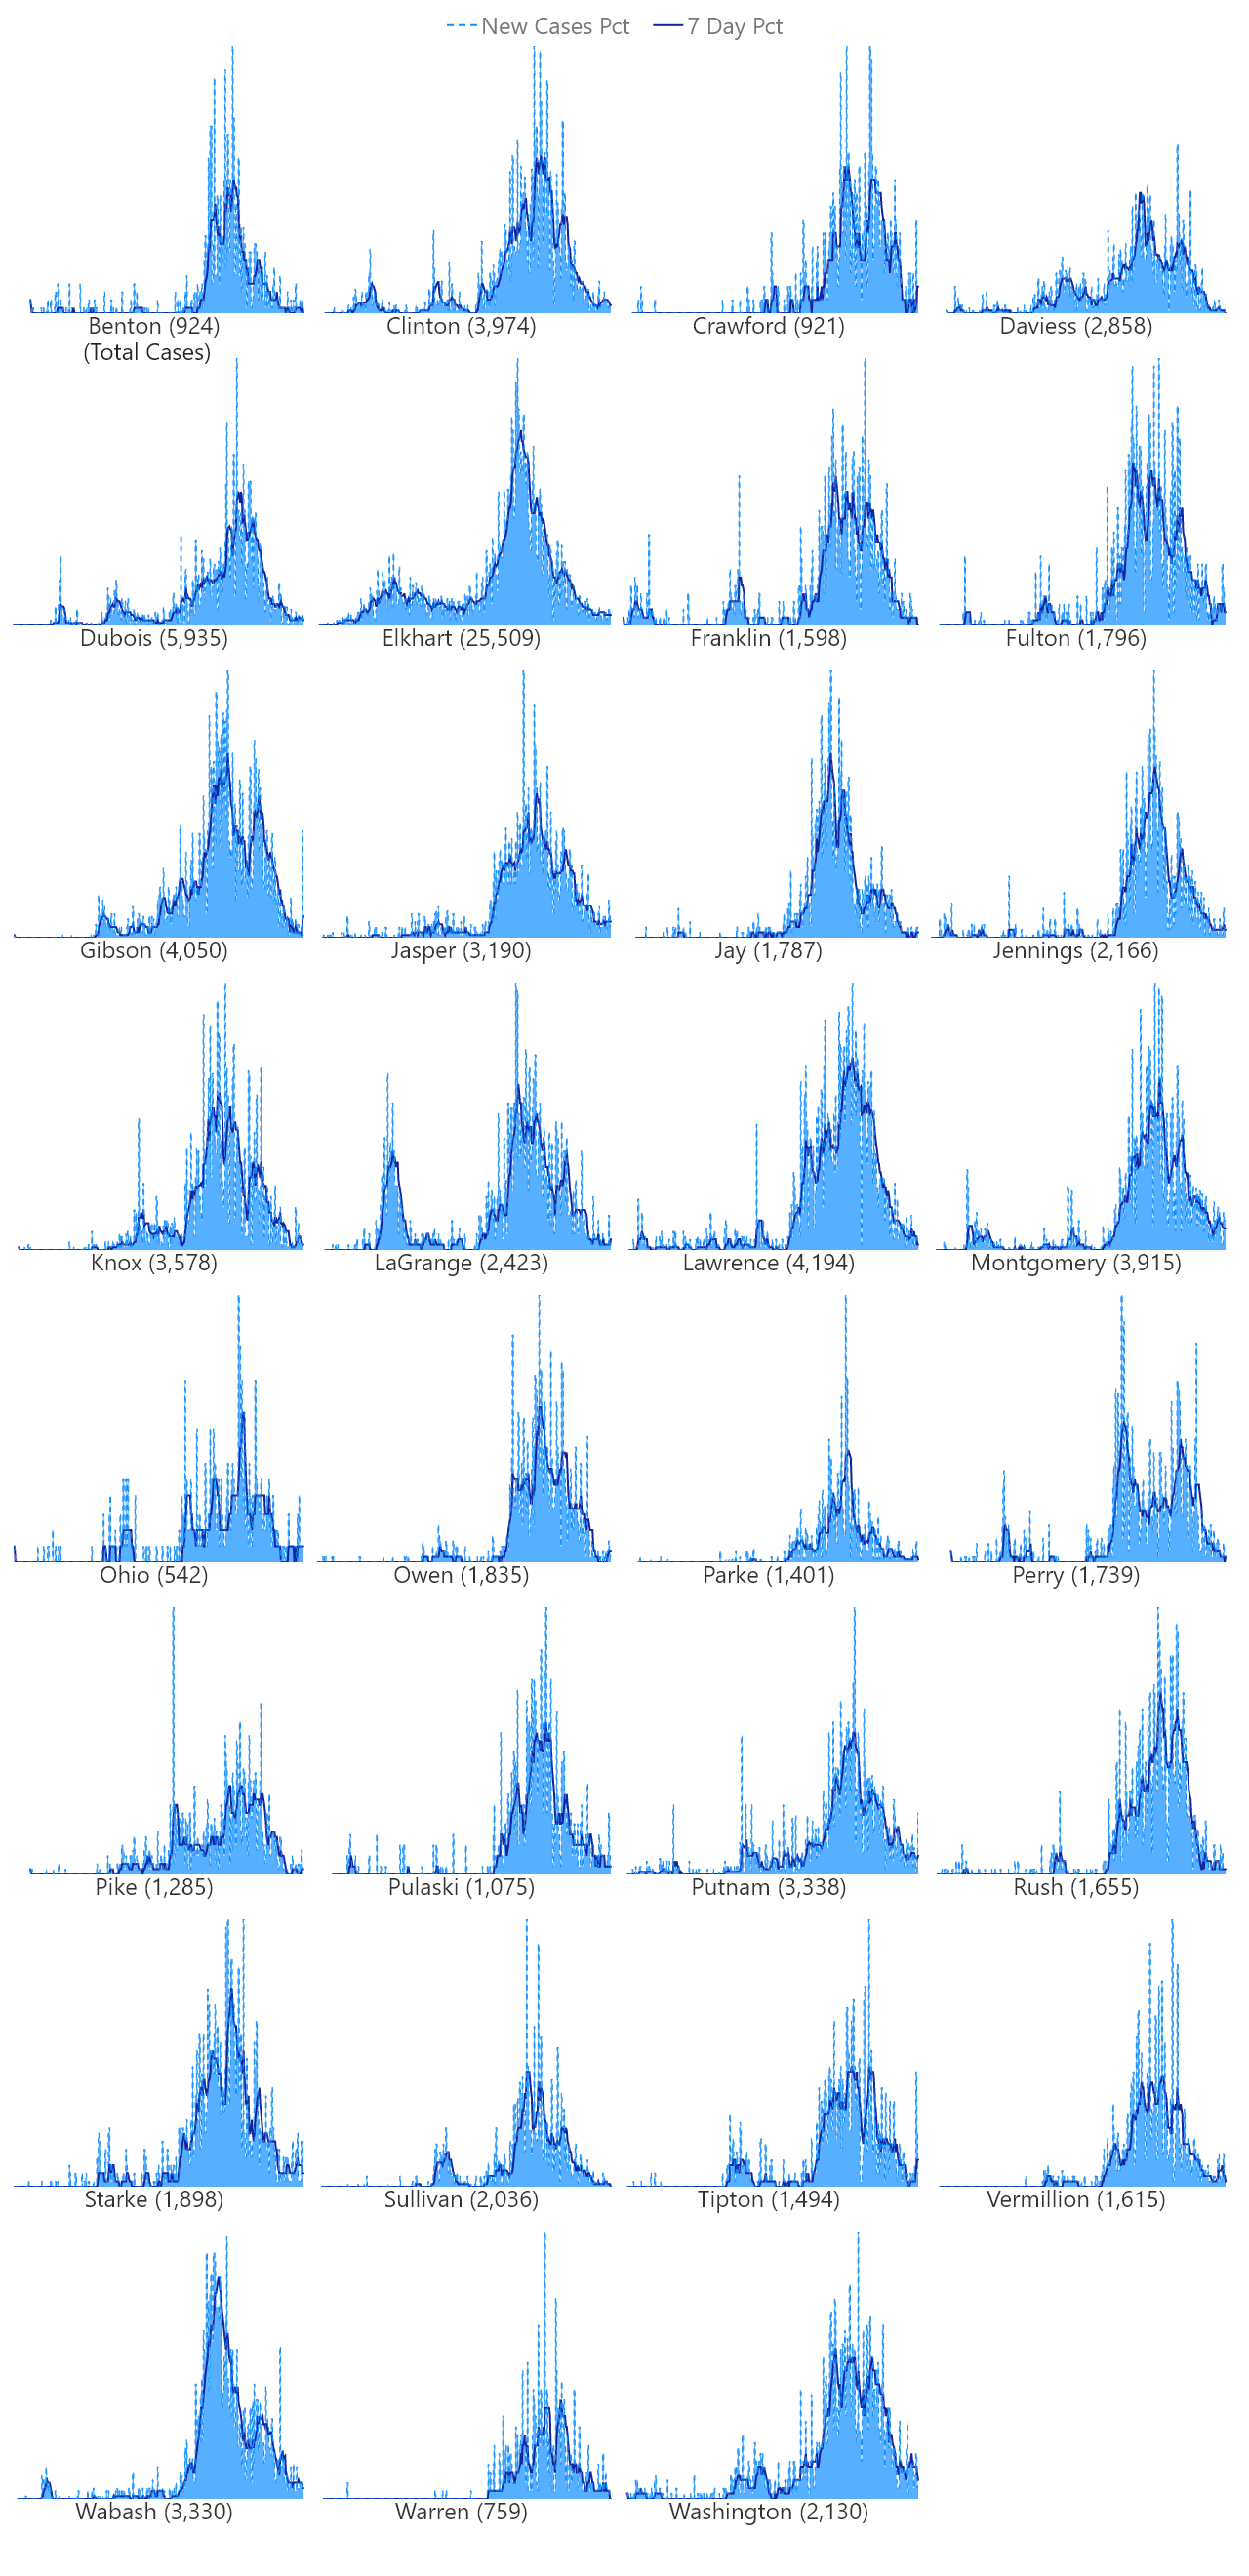 New Cases Pct 7 Day Pct
Benton (924) Clinton (3,974) Crawford (921) Daviess (2,858)
(Total Cases)
Dubois (5,935) Elkhart (25,509) Franklin (1,598) Fulton (1,796)
Gibson (4,050) Jasper (3,190) Jay (1,787) Jennings (2,166)
Knox (3,578) LaGrange (2,423) Lawrence (4,194) Montgomery (3,915)
Ohio (542) Owen (1,835) Parke (1,401) Perry (1,739)
Pike (1,285) Pulaski (1,075) Putnam (3,338) Rush (1,655)
Starke (1,898) Sullivan (2,036) Tipton (1,494) Vermillion (1,615)
Wabash (3,330) Warren (759) Washington (2,130)